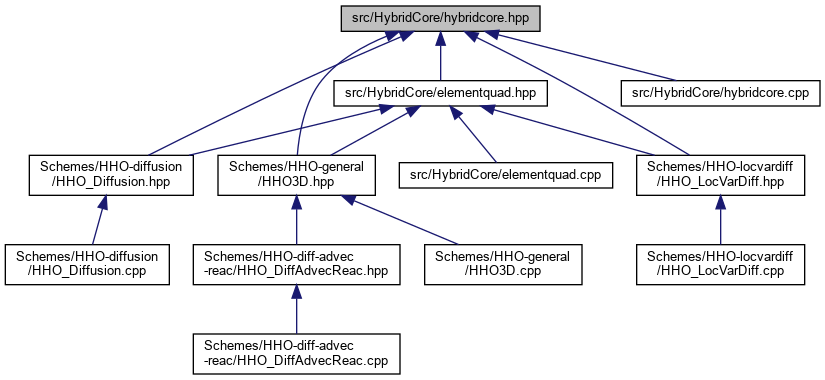 src/HybridCore/hybridcore.hpp
src/HybridCore/elementquad.hpp
src/HybridCore/hybridcore.cpp
Schemes/HHO-diffusion
/HHO_Diffusion.hpp
Schemes/HHO-general
/HHO3D.hpp
src/HybridCore/elementquad.cpp
Schemes/HHO-locvardiff
/HHO_LocVarDiff.hpp
Schemes/HHO-diffusion
/HHO_Diffusion.cpp
Schemes/HHO-diff-advec
-reac/HHO_DiffAdvecReac.hpp
Schemes/HHO-general
/HHO3D.cpp
Schemes/HHO-locvardiff
/HHO_LocVarDiff.cpp
Schemes/HHO-diff-advec
-reac/HHO_DiffAdvecReac.cpp